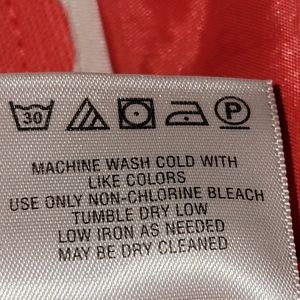 30 P
MACHINE WASH COLD WITH
LIKE COLORS
USE ONLY NON-CHLORINE BLEACH
TUMBLE DRY LOW
LOW IRON AS NEEDED
MAY BE DRY CLEANED